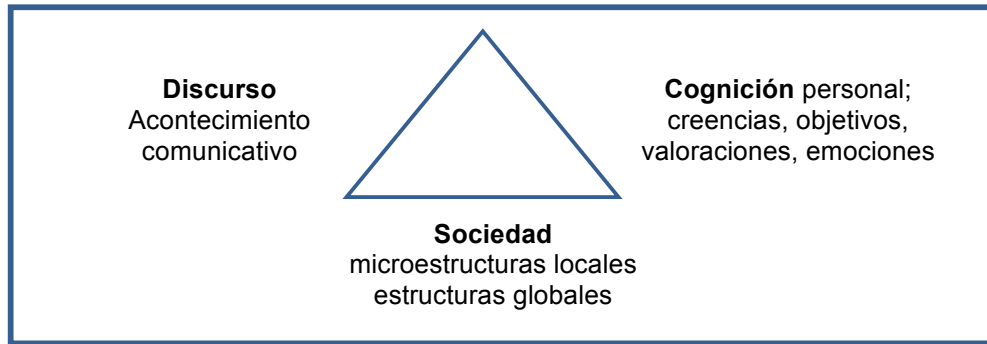 Discurso
Acontecimiento
comunicativo
Cognición personal;
creencias, objetivos,
valoraciones, emociones
Sociedad
microestructuras locales
estructuras globales